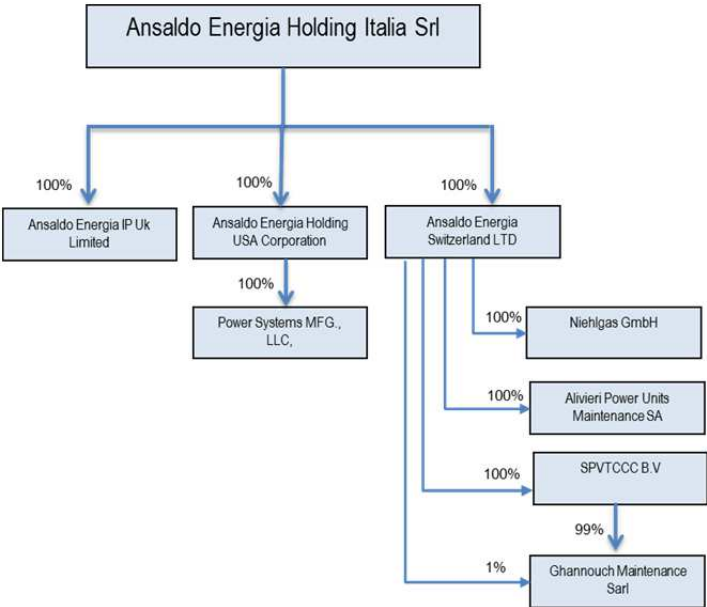 Ansaldo Energia Holding Italia Srl
100%
100%
100%
Ansaldo Energia IP Uk
Limited
Ansaldo Energia Holding
USA Corporation
Ansaldo Energia
Switzerland LTD
100%
Power Systems MFG.,
LLC,
100%
Niehlgas GmbH
100%
Alivieri Power Units
Maintenance SA
100%
SPVTCCC B.V
99%
1%
Ghannouch Maintenance
Sarl